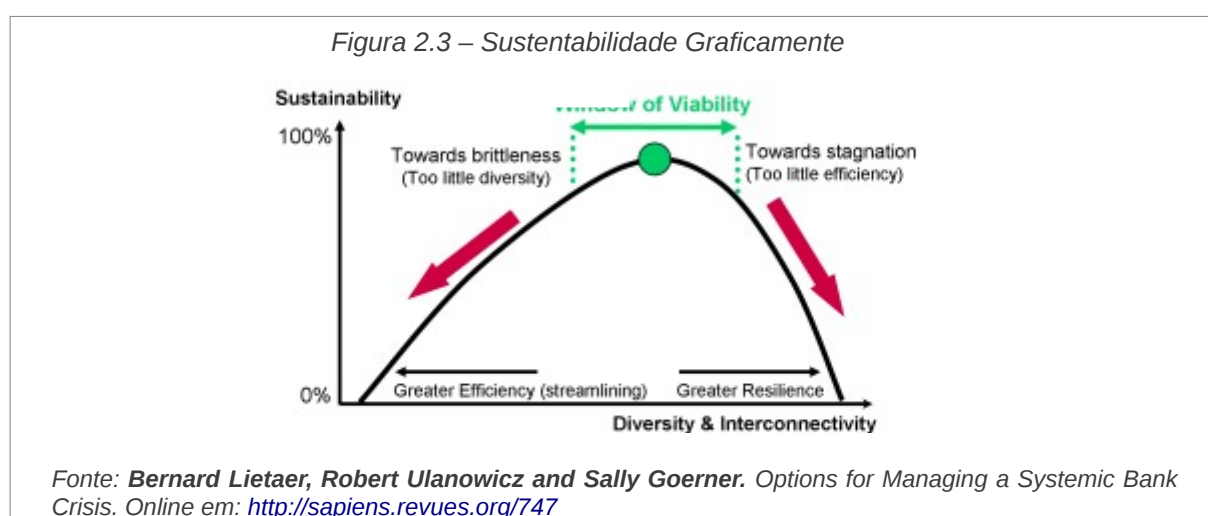 Figura 2.3 – Sustentabilidade Graficamente
Sustainability
Window of Viability
100%
Towards brittleness
(Too little diversity)
Towards stagnation
(Too little efficiency)
0%
Greater Efficiency (streamlining)
Greater Resilience
Diversity & Interconnectivity
Fonte: Bernard Lietaer, Robert Ulanowicz and Sally Goerner. Options for Managing a Systemic Bank
Crisis. Online em: http://sapiens.revues.org/747